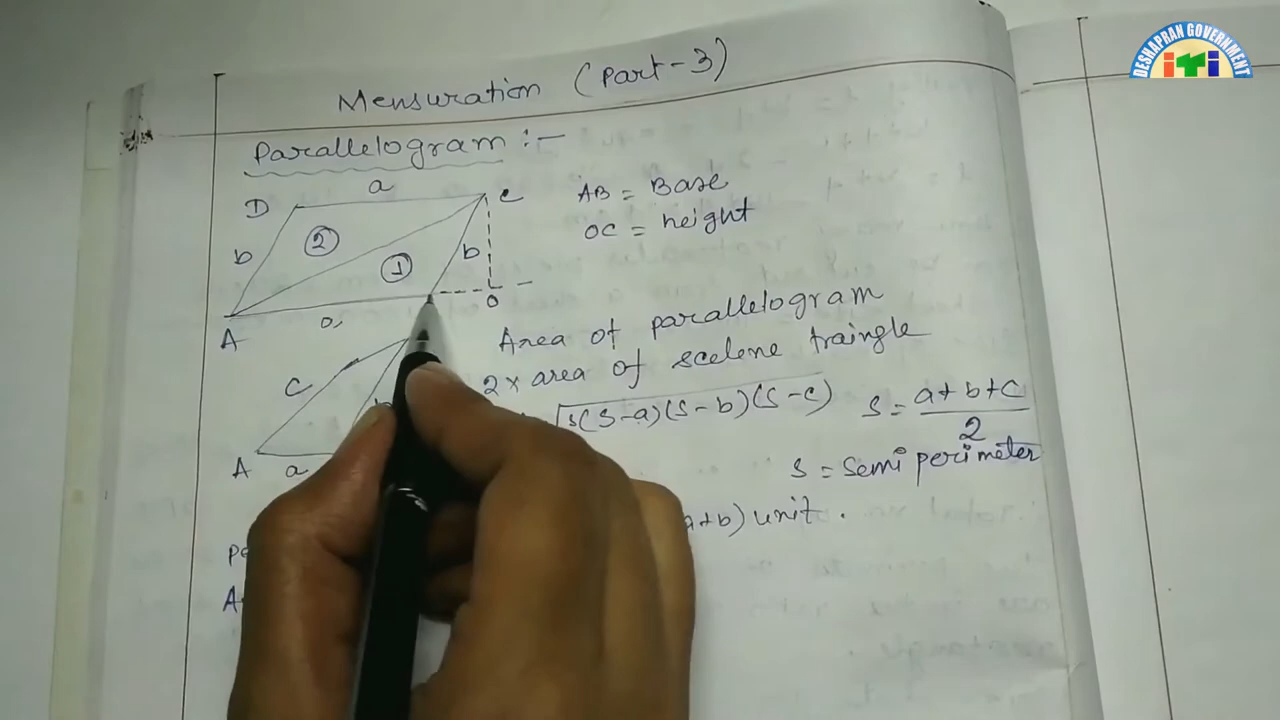 DESHAPRAN GOVERNMENT
iTi
Mensuration (Part-3)
Parallelogram :-
a
D
C
AB = Base
OC = height
b
2
1
b
A
a
O
Area of parallelogram
2 x area of scelene traingle
C
√s(s-a)(s-b)(s-c)
s = a+b+c
2
A
a
s = semi perimeter
a+b) unit.